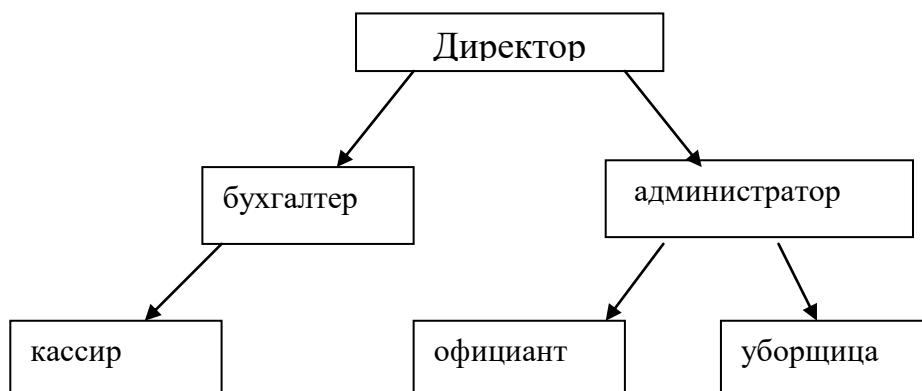 Директор
бухгалтер
администратор
кассир
официант
уборщица